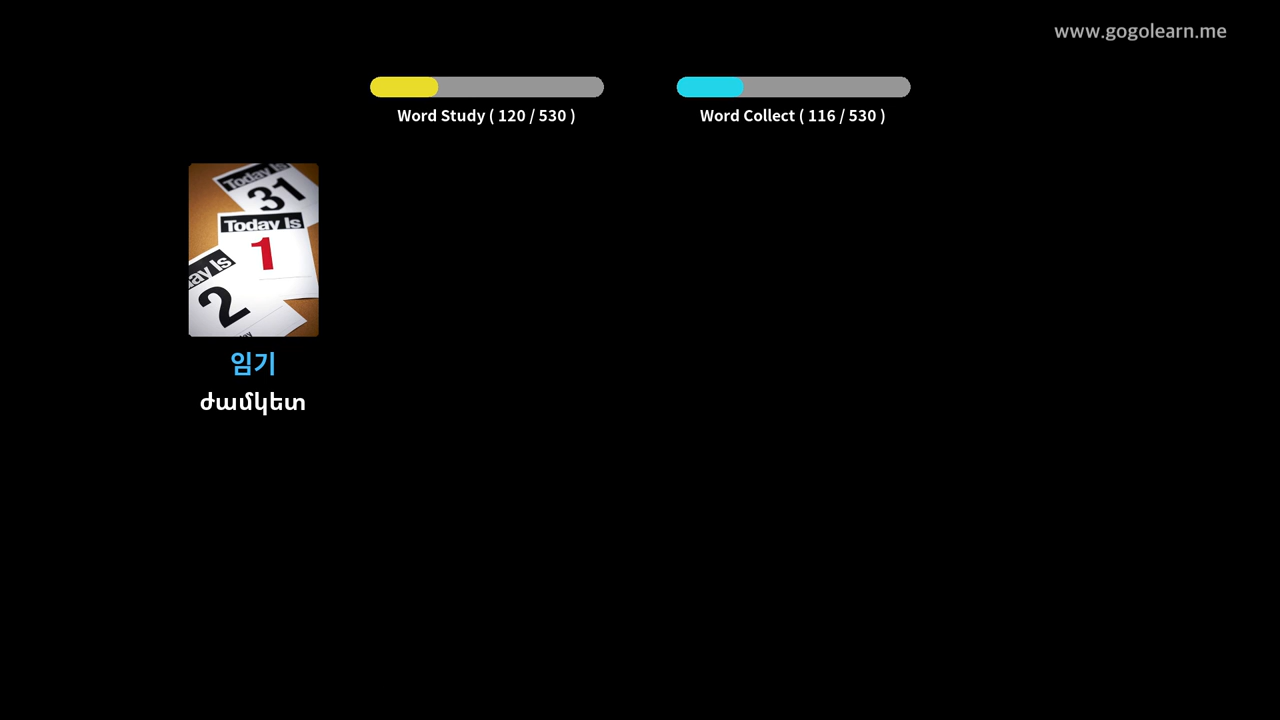 www.gogolearn.me
Word Study ( 120 / 530 )
Word Collect ( 116 / 530 )
Today Is
31
Today Is
1
ay Is
2
임기
ժամկետ